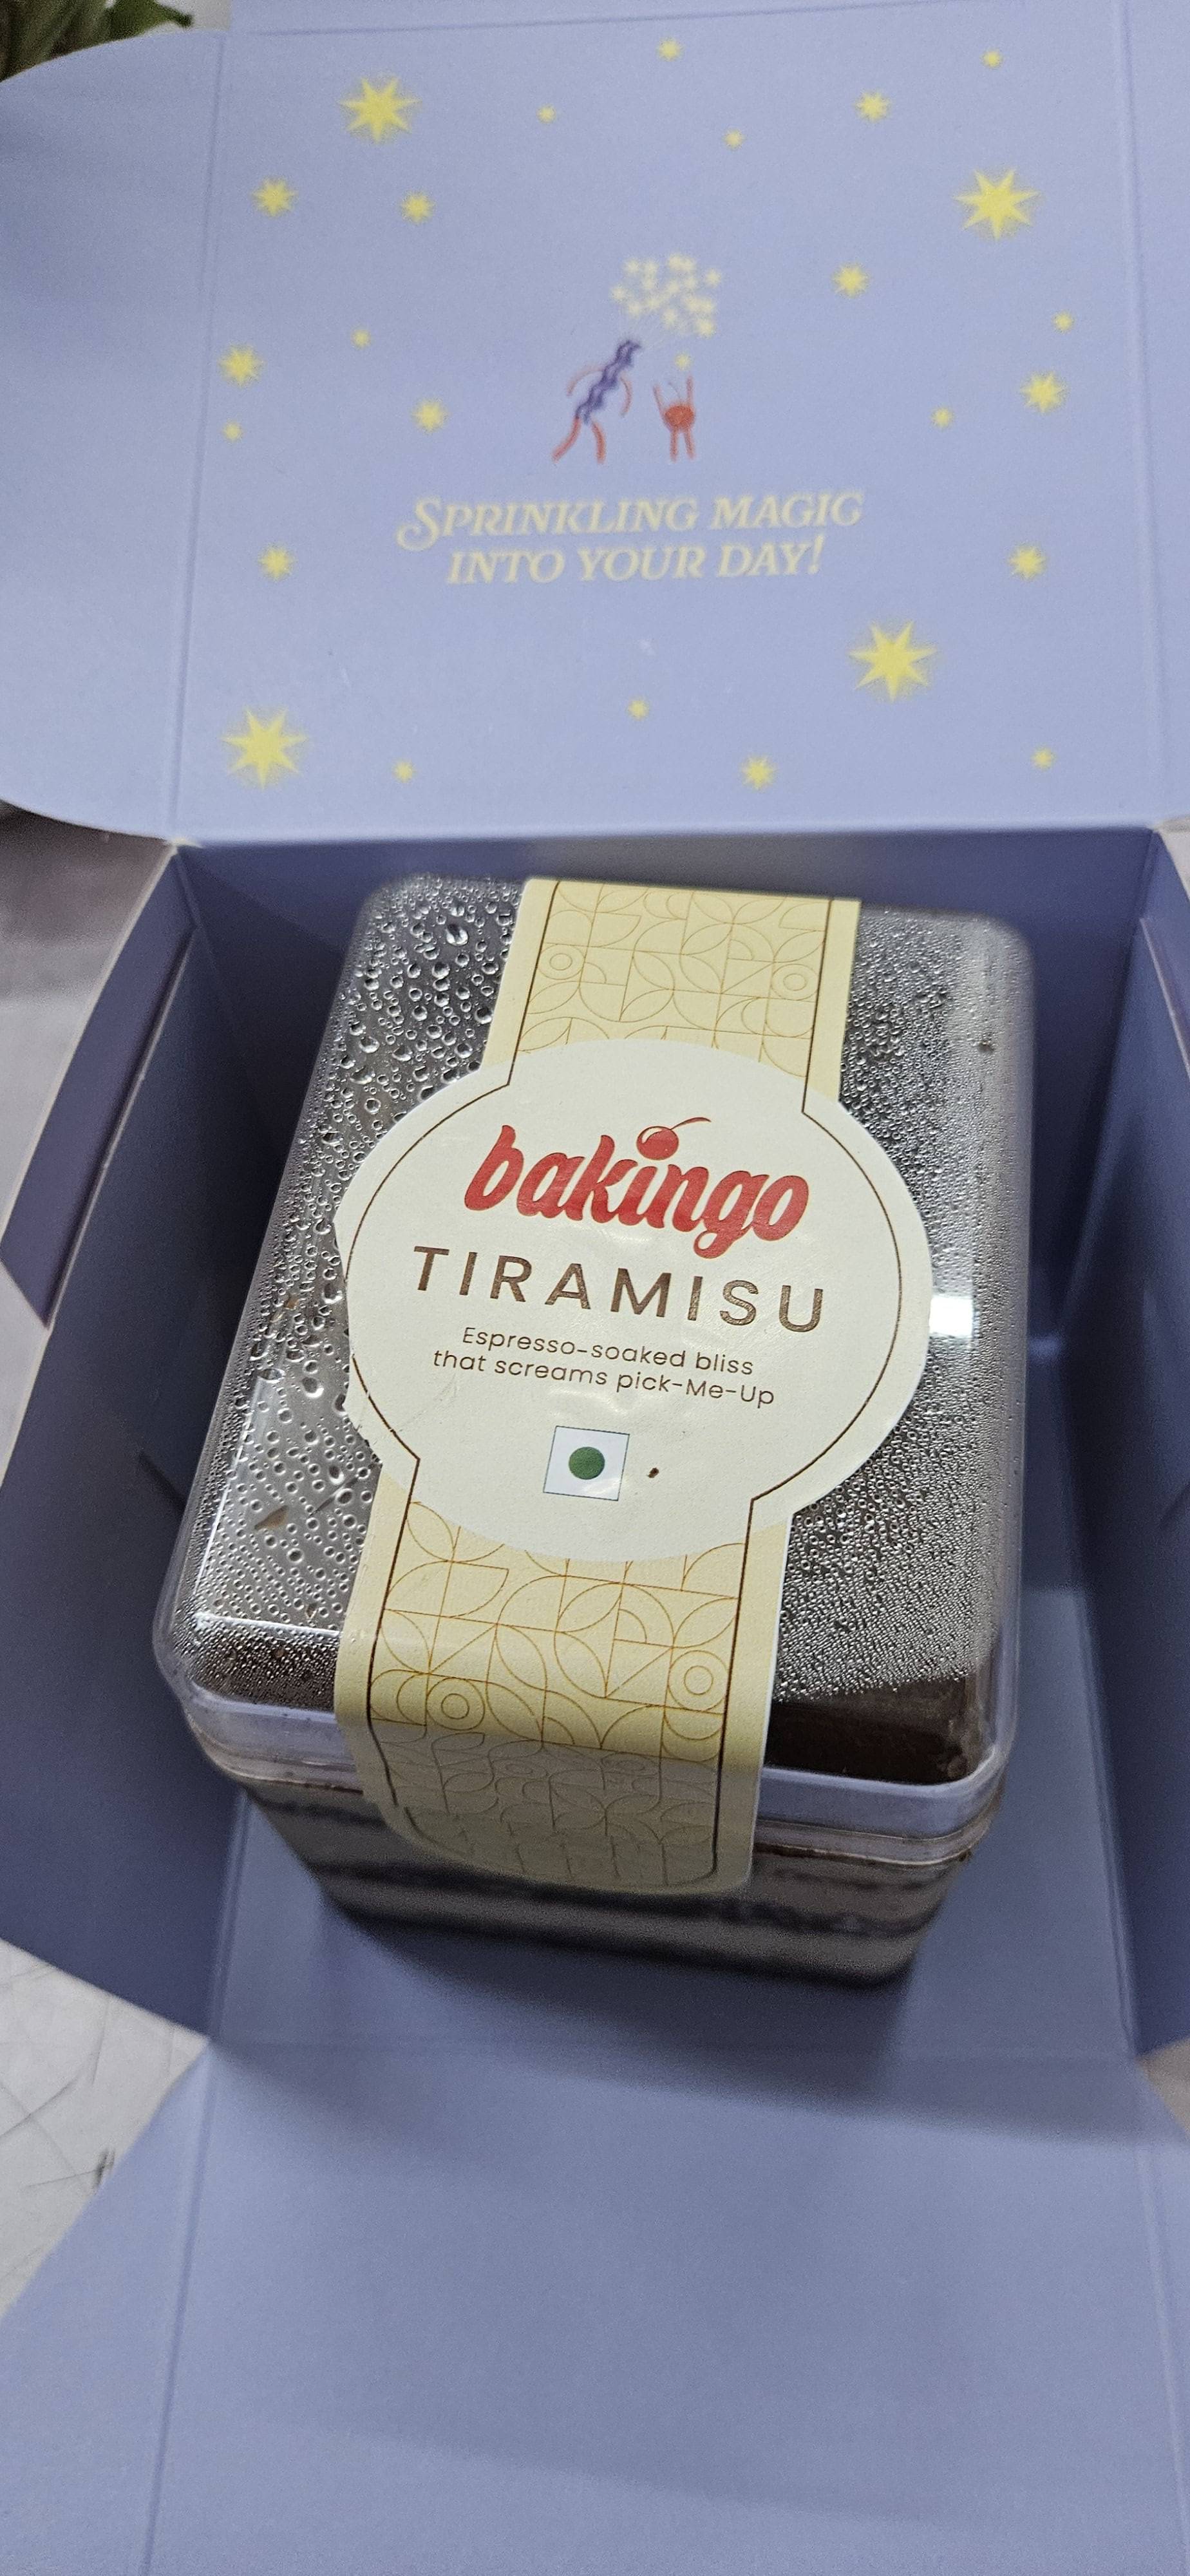 SPRINKLING MAGIC
INTO YOUR DAY!
bakingo
TIRAMISU
Espresso-soaked bliss
that screams pick-Me-Up